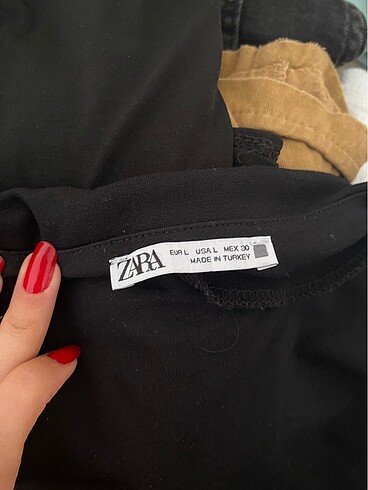 ZARA
EUR L USA L MEX 30
MADE IN TURKEY